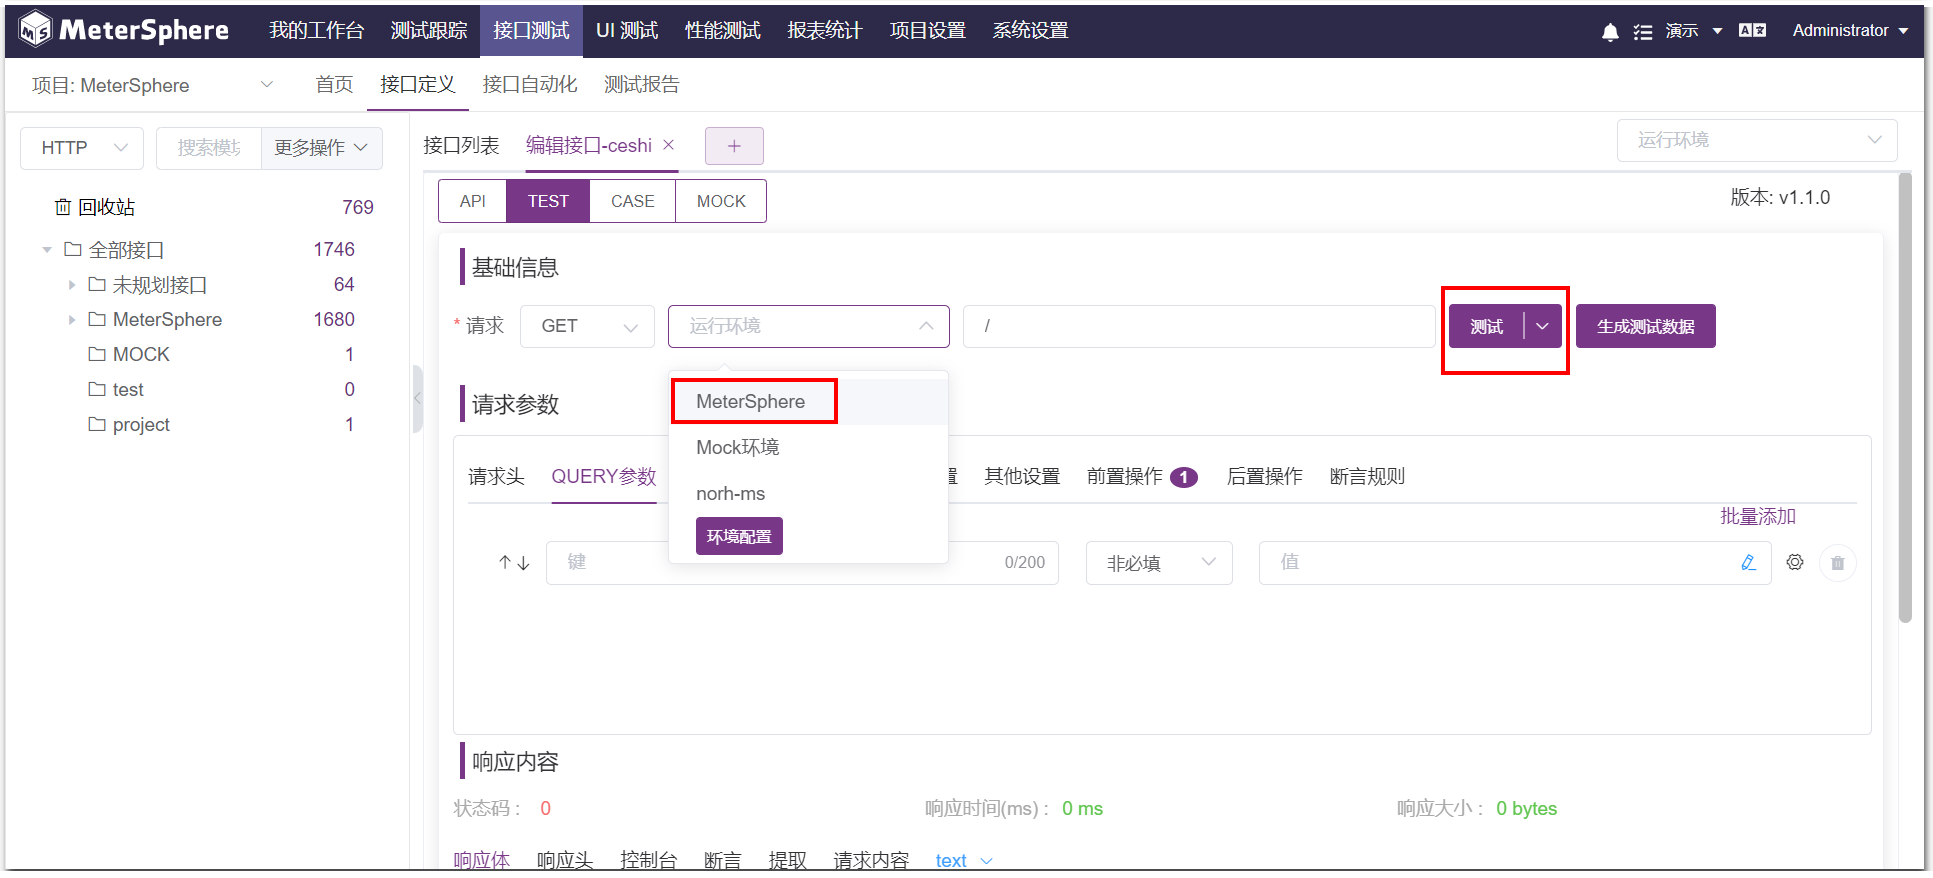 MeterSphere 我的工作台 测试跟踪 接口测试 UI 测试 性能测试 报表统计 项目设置 系统设置 演示 Administrator
项目: MeterSphere 首页 接口定义 接口自动化 测试报告
HTTP 搜索模块 更多操作
回收站 769
全部接口 1746
未规划接口 64
MeterSphere 1680
MOCK 1
test 0
project 1
接口列表 编辑接口-ceshi × + 运行环境
API TEST CASE MOCK 版本: v1.1.0
基础信息
* 请求 GET 运行环境 / 测试 生成测试数据
请求参数
MeterSphere
Mock环境
norh-ms
环境配置
请求头 QUERY参数 置 其他设置 前置操作 1 后置操作 断言规则
批量添加
键 0/200 非必填 值
响应内容
状态码 : 0 响应时间(ms) : 0 ms 响应大小 : 0 bytes
响应体 响应头 控制台 断言 提取 请求内容 text